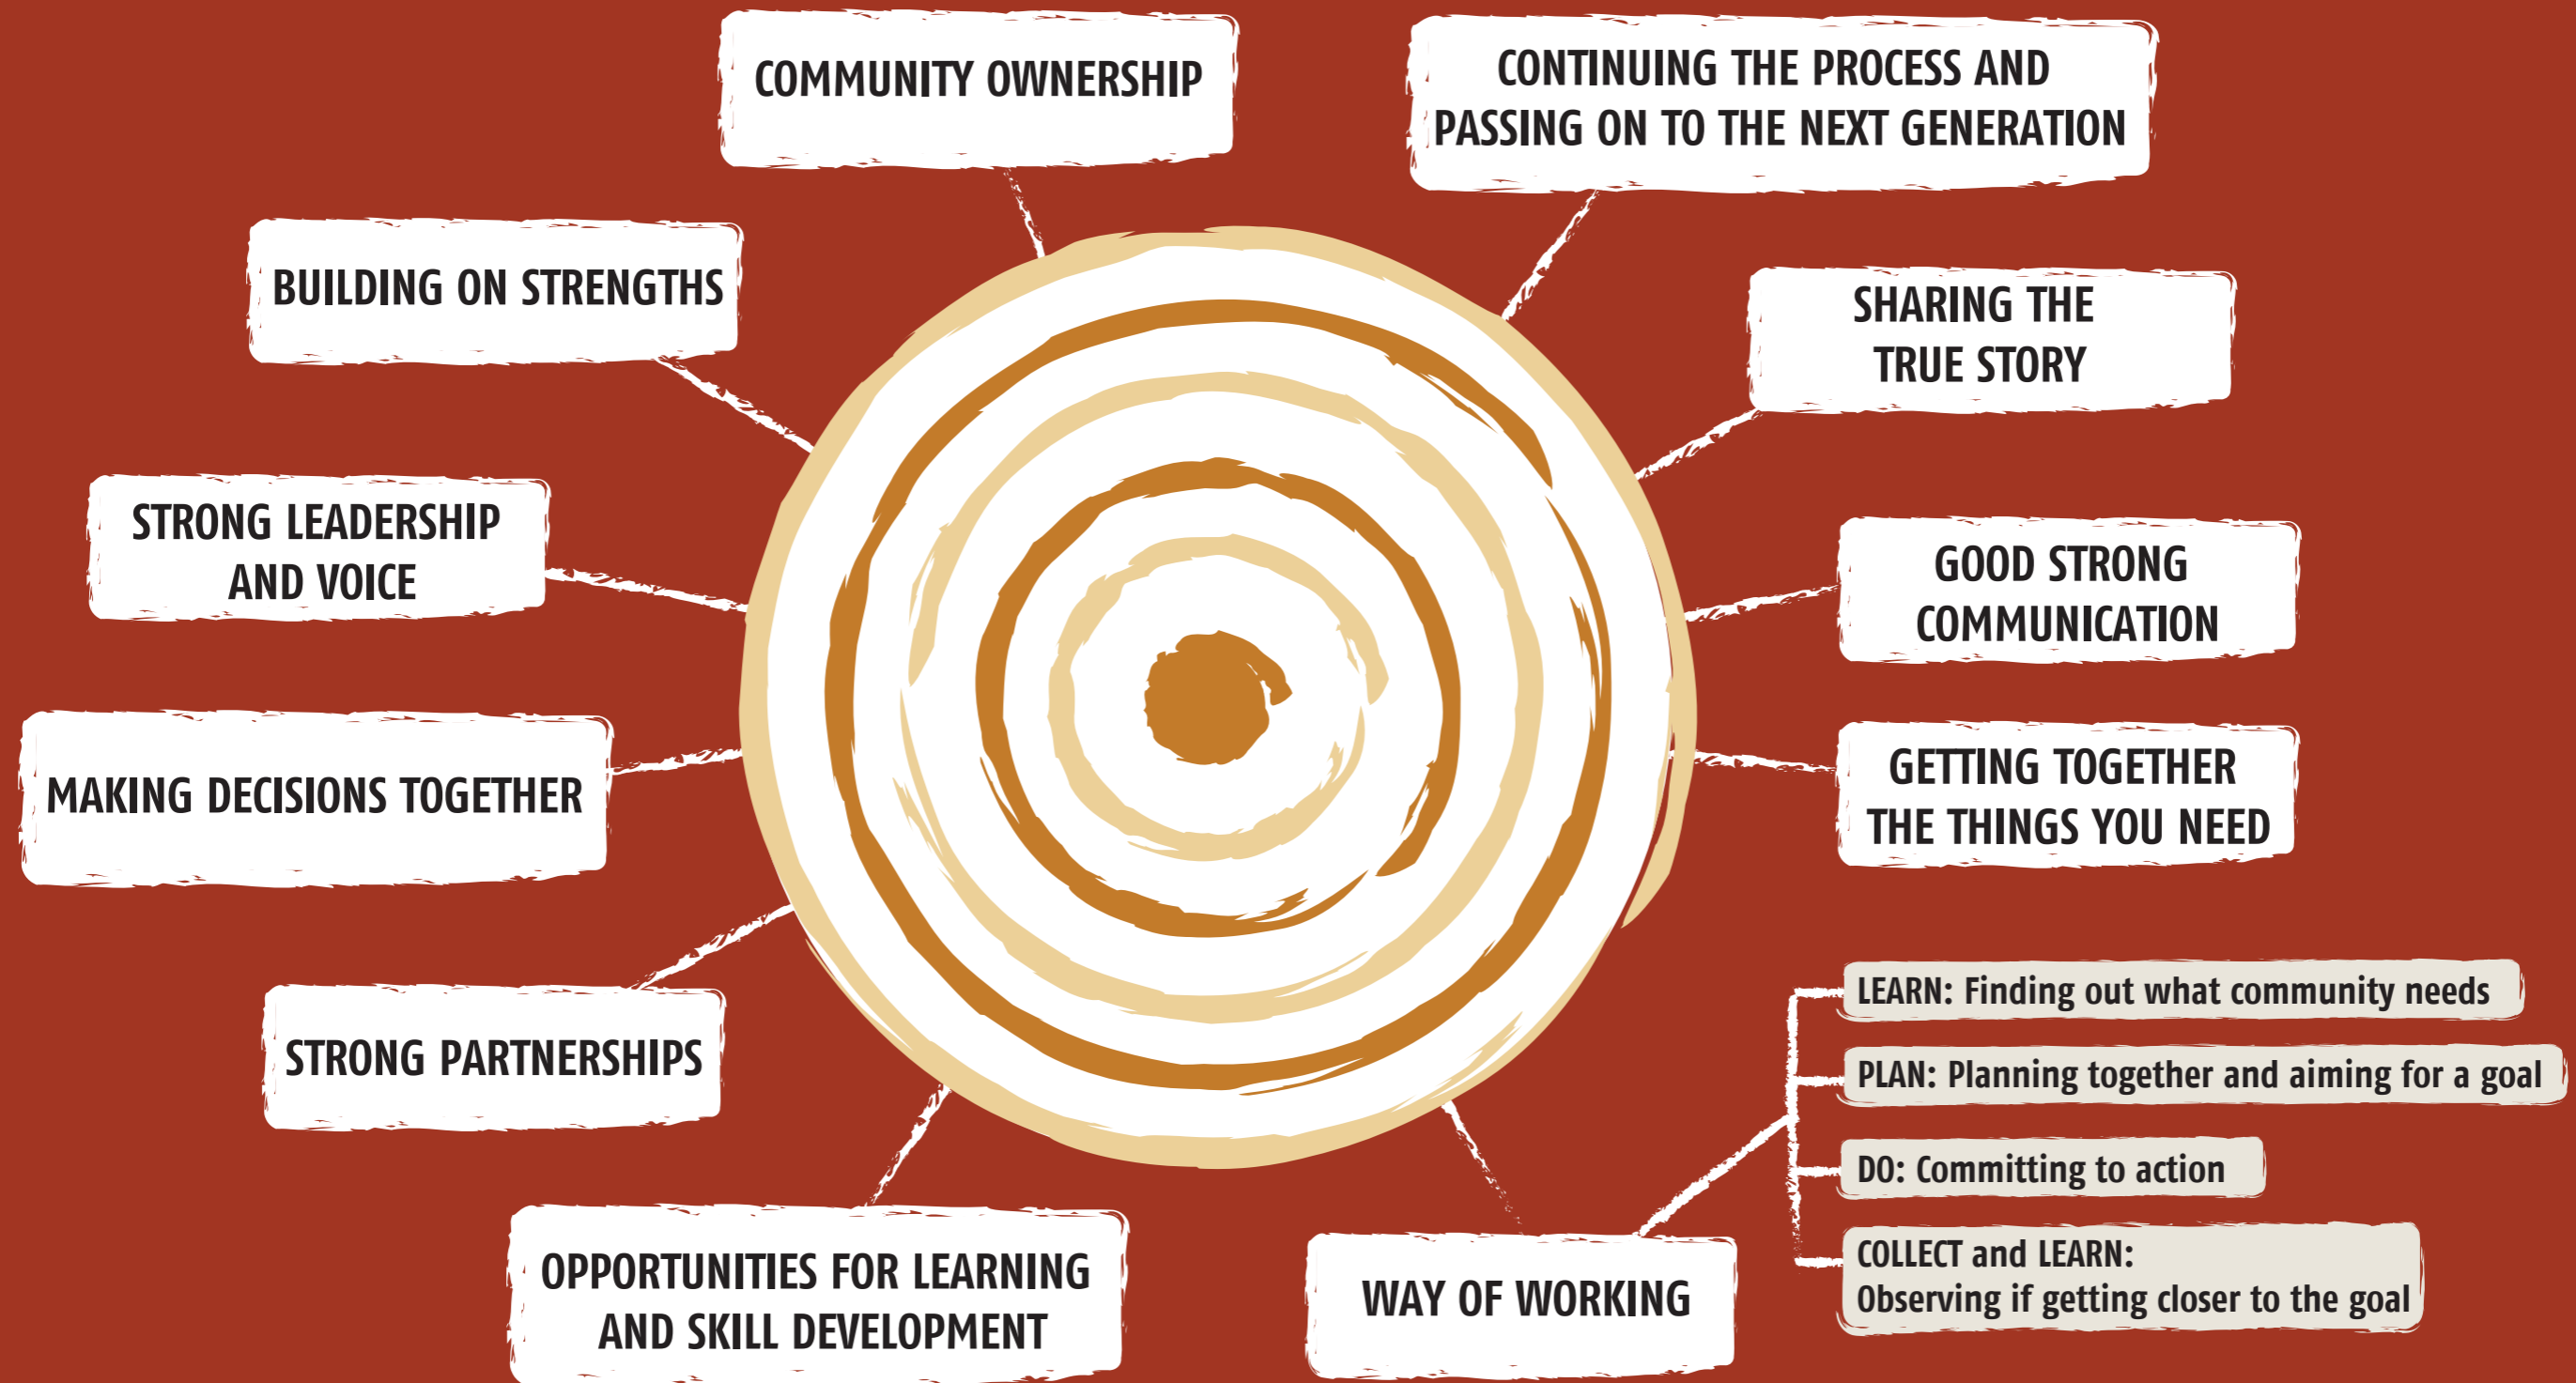 COMMUNITY OWNERSHIP
CONTINUING THE PROCESS AND
PASSING ON TO THE NEXT GENERATION
BUILDING ON STRENGTHS
SHARING THE
TRUE STORY
STRONG LEADERSHIP
AND VOICE
GOOD STRONG
COMMUNICATION
MAKING DECISIONS TOGETHER
GETTING TOGETHER
THE THINGS YOU NEED
STRONG PARTNERSHIPS
LEARN: Finding out what community needs
PLAN: Planning together and aiming for a goal
DO: Committing to action
COLLECT and LEARN:
Observing if getting closer to the goal
OPPORTUNITIES FOR LEARNING
AND SKILL DEVELOPMENT
WAY OF WORKING